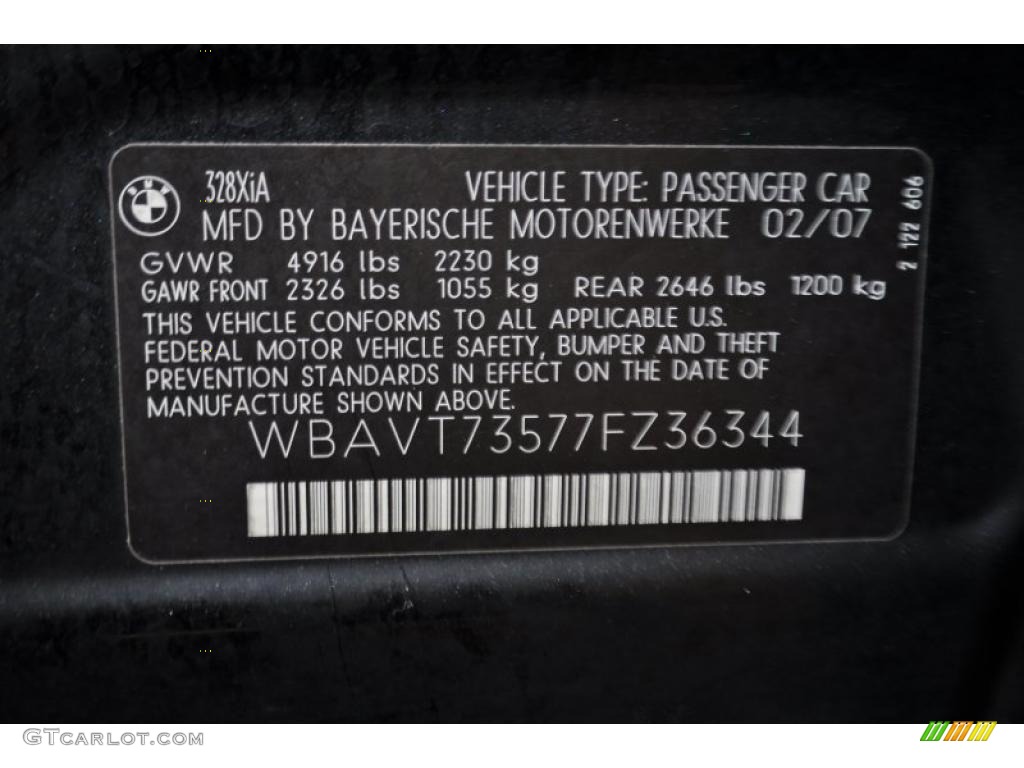 328XiA VEHICLE TYPE: PASSENGER CAR
MFD BY BAYERISCHE MOTORENWERKE 02/07
2 122 606
GVWR 4916 lbs 2230 kg
GAWR FRONT 2326 lbs 1055 kg REAR 2646 lbs 1200 kg
THIS VEHICLE CONFORMS TO ALL APPLICABLE U.S.
FEDERAL MOTOR VEHICLE SAFETY, BUMPER AND THEFT
PREVENTION STANDARDS IN EFFECT ON THE DATE OF
MANUFACTURE SHOWN ABOVE.
WBAVT73577FZ36344
GTCARLOT.COM